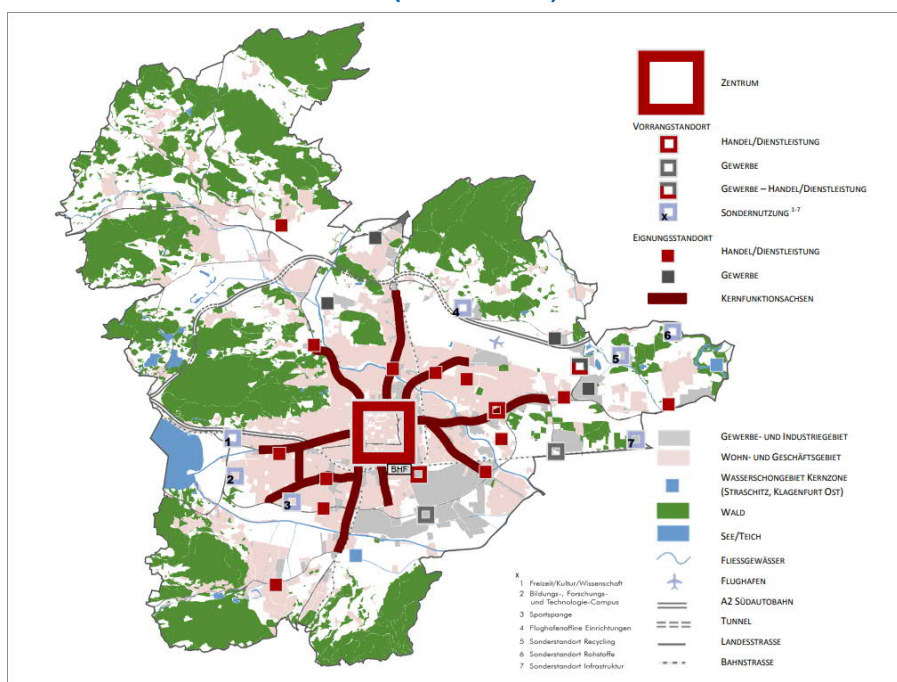 ZENTRUM
VORRANGSTANDORT
HANDEL/DIENSTLEISTUNG
GEWERBE
GEWERBE – HANDEL/DIENSTLEISTUNG
x SONDERNUTZUNG 1-7
EIGNUNGSSTANDORT
HANDEL/DIENSTLEISTUNG
GEWERBE
KERNFUNKTIONSACHSEN
4
6
5
1
7
BHF
2
3
GEWERBE- UND INDUSTRIEGEBIET
WOHN- UND GESCHÄFTSGEBIET
WASSERSCHONGEBIET KERNZONE
(STRASCHITZ, KLAGENFURT OST)
WALD
SEE/TEICH
FLIESSGEWÄSSER
FLUGHAFEN
A2 SÜDAUTOBAHN
TUNNEL
LANDESSTRASSE
BAHNSTRASSE
x
1 Freizeit/Kultur/Wissenschaft
2 Bildungs-, Forschungs-
und Technologie-Campus
3 Sportspange
4 Flughafenaffine Einrichtungen
5 Sonderstandort Recycling
6 Sonderstandort Rohstoffe
7 Sonderstandort Infrastruktur